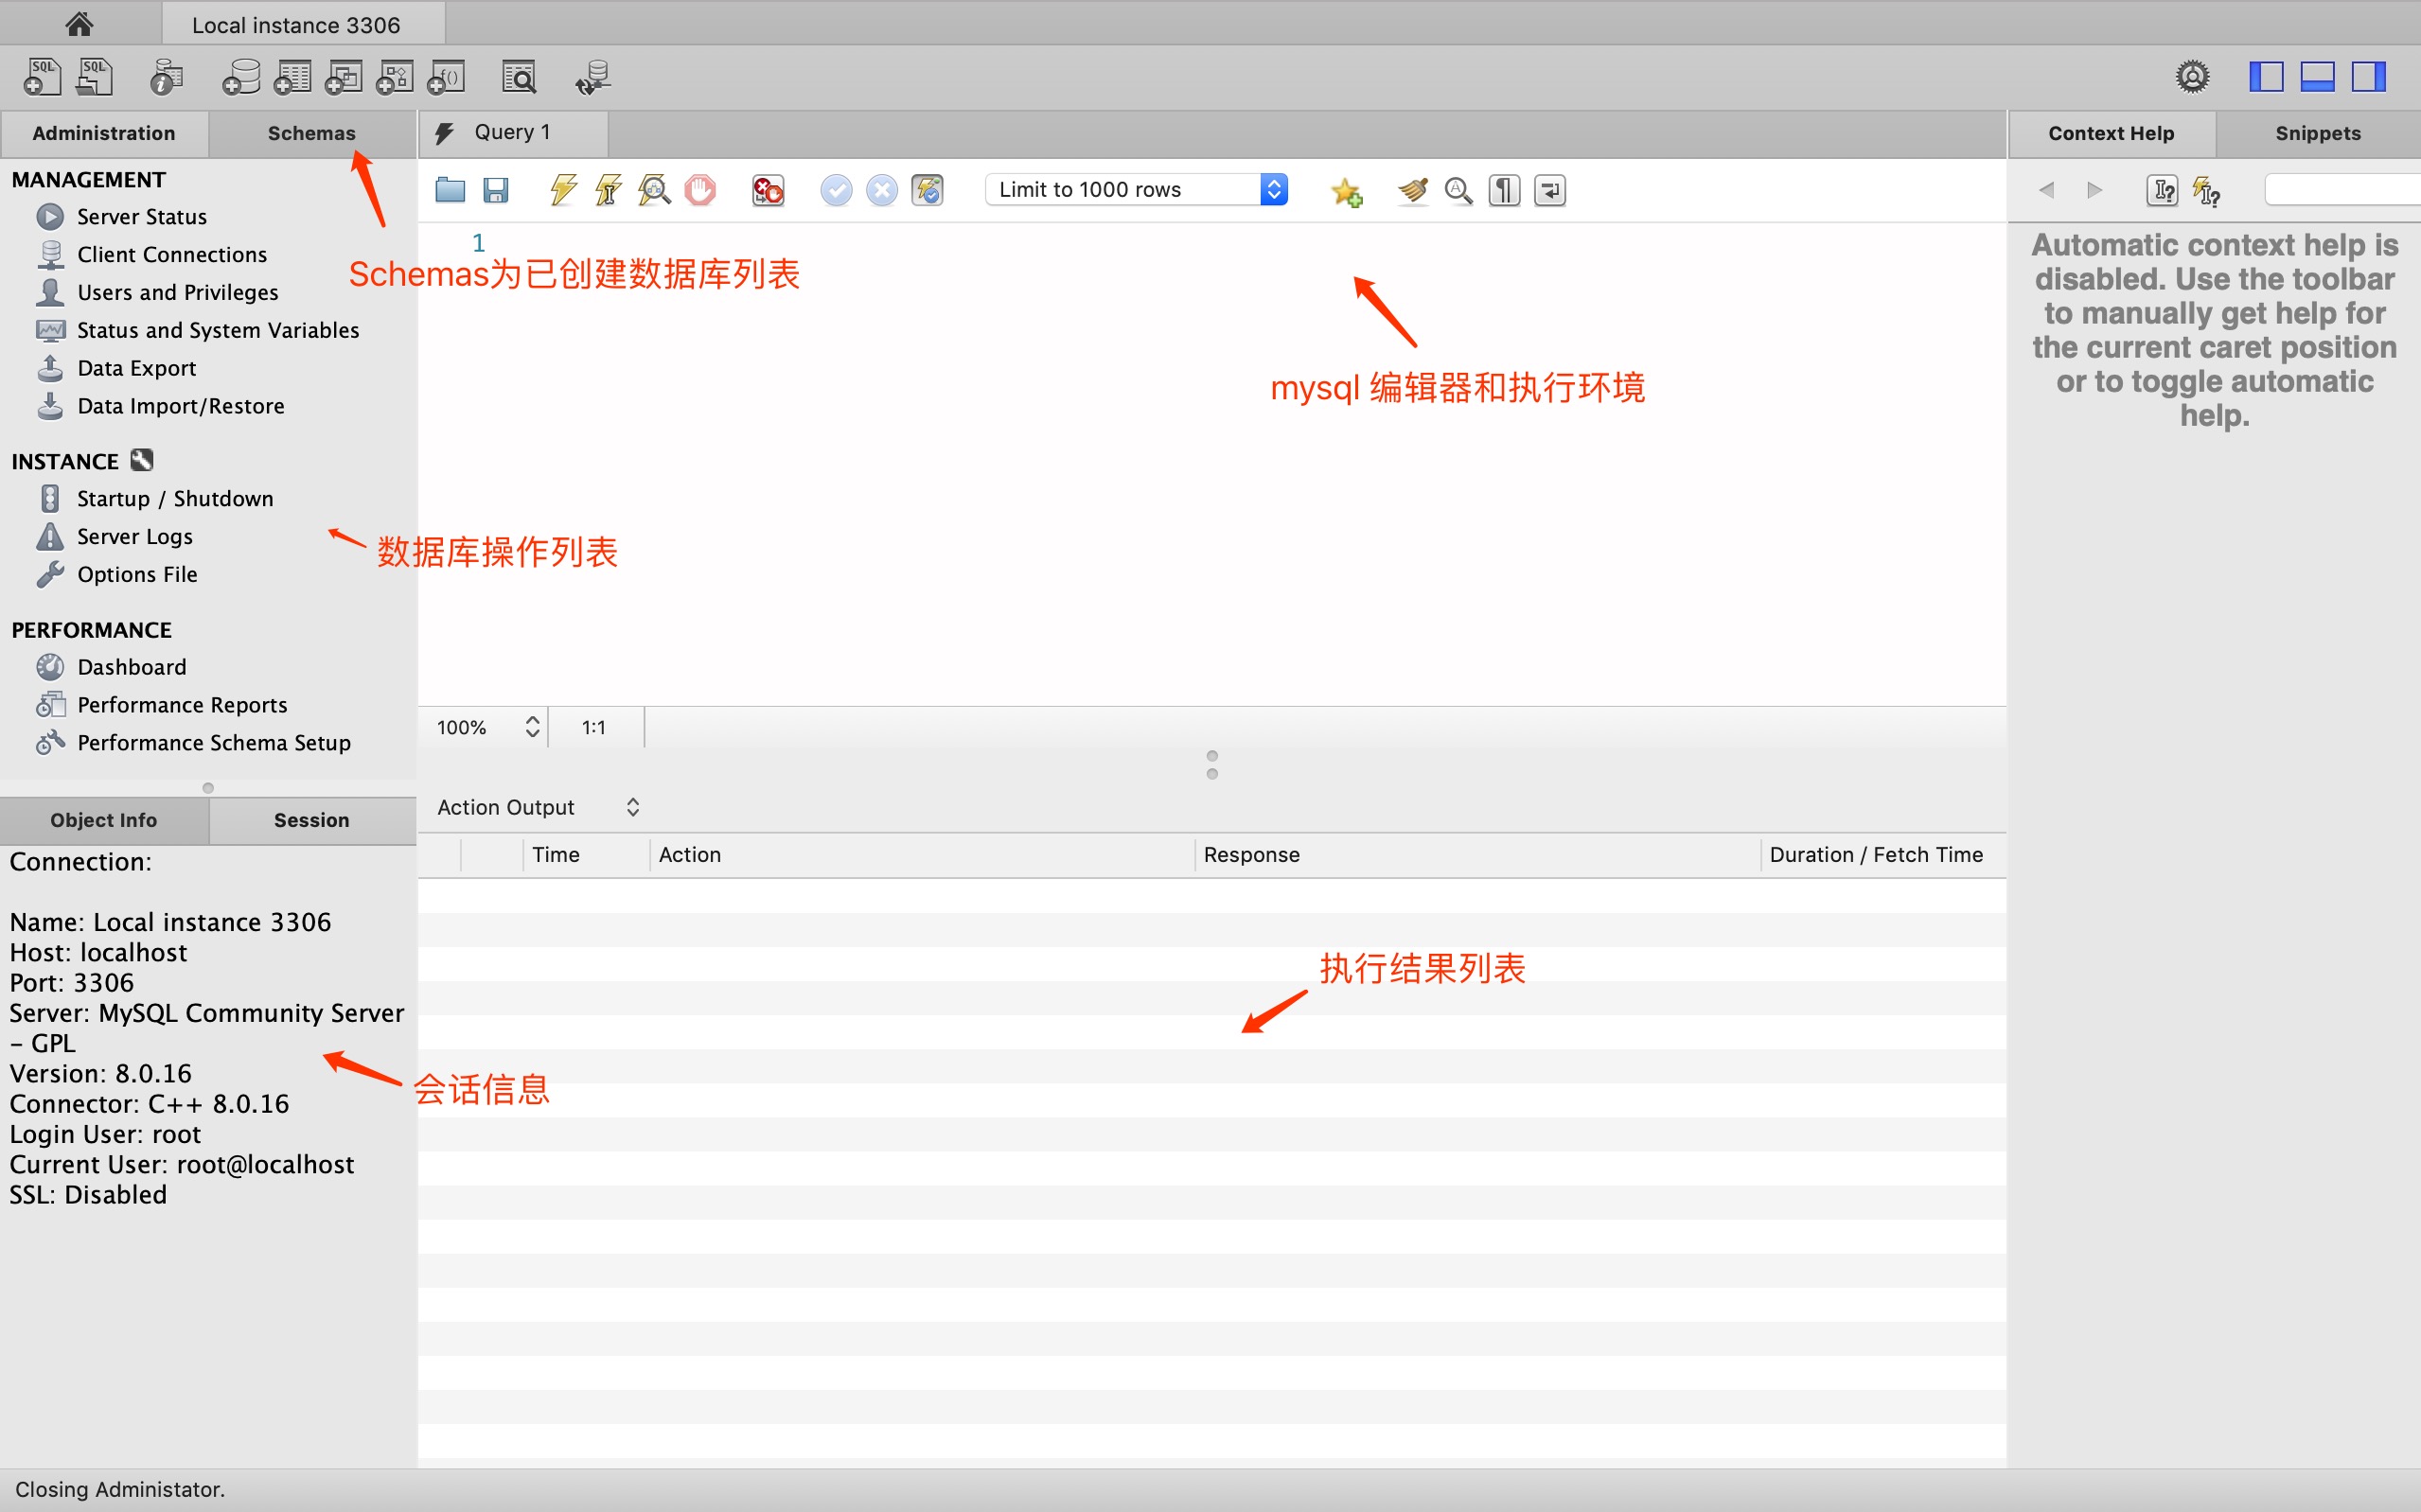 Local instance 3306
SQL
SQL
Administration
Schemas
Query 1
Context Help
Snippets
MANAGEMENT
Server Status
Client Connections
Users and Privileges
Status and System Variables
Data Export
Data Import/Restore
INSTANCE
Startup / Shutdown
Server Logs
Options File
PERFORMANCE
Dashboard
Performance Reports
Performance Schema Setup
Limit to 1000 rows
1
Schemas为已创建数据库列表
mysql 编辑器和执行环境
数据库操作列表
100%
1:1
Automatic context help is
disabled. Use the toolbar
to manually get help for
the current caret position
or to toggle automatic
help.
Object Info
Session
Connection:
Name: Local instance 3306
Host: localhost
Port: 3306
Server: MySQL Community Server
- GPL
Version: 8.0.16
Connector: C++ 8.0.16
Login User: root
Current User: root@localhost
SSL: Disabled
会话信息
Action Output
Time
Action
Response
Duration / Fetch Time
执行结果列表
Closing Administator.